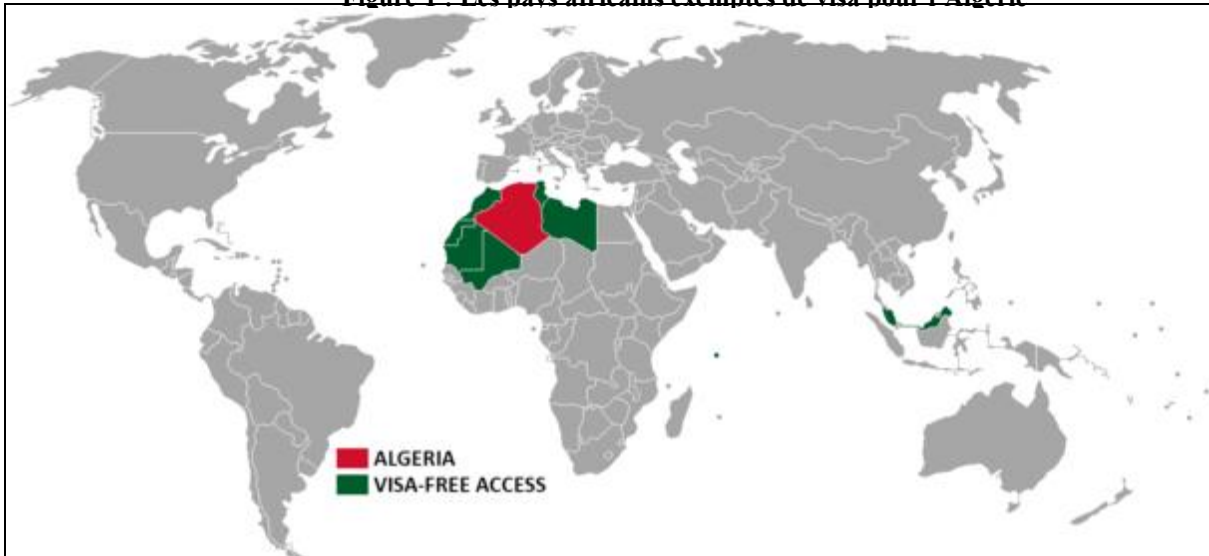 Figure 1 : Les pays africains exemptés de visa pour l'Algérie
ALGERIA
VISA-FREE ACCESS